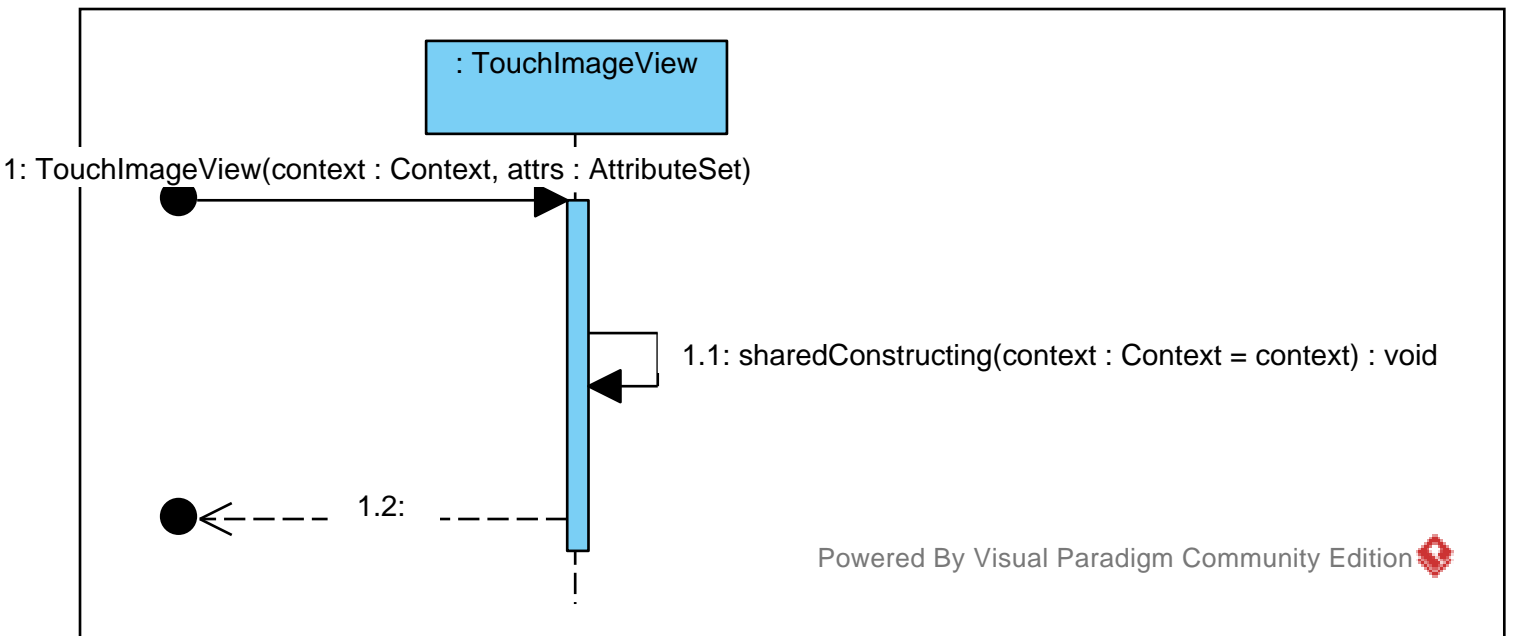 : TouchImageView
1: TouchImageView(context : Context, attrs : AttributeSet)
1.1: sharedConstructing(context : Context = context) : void
1.2:
Powered By Visual Paradigm Community Edition